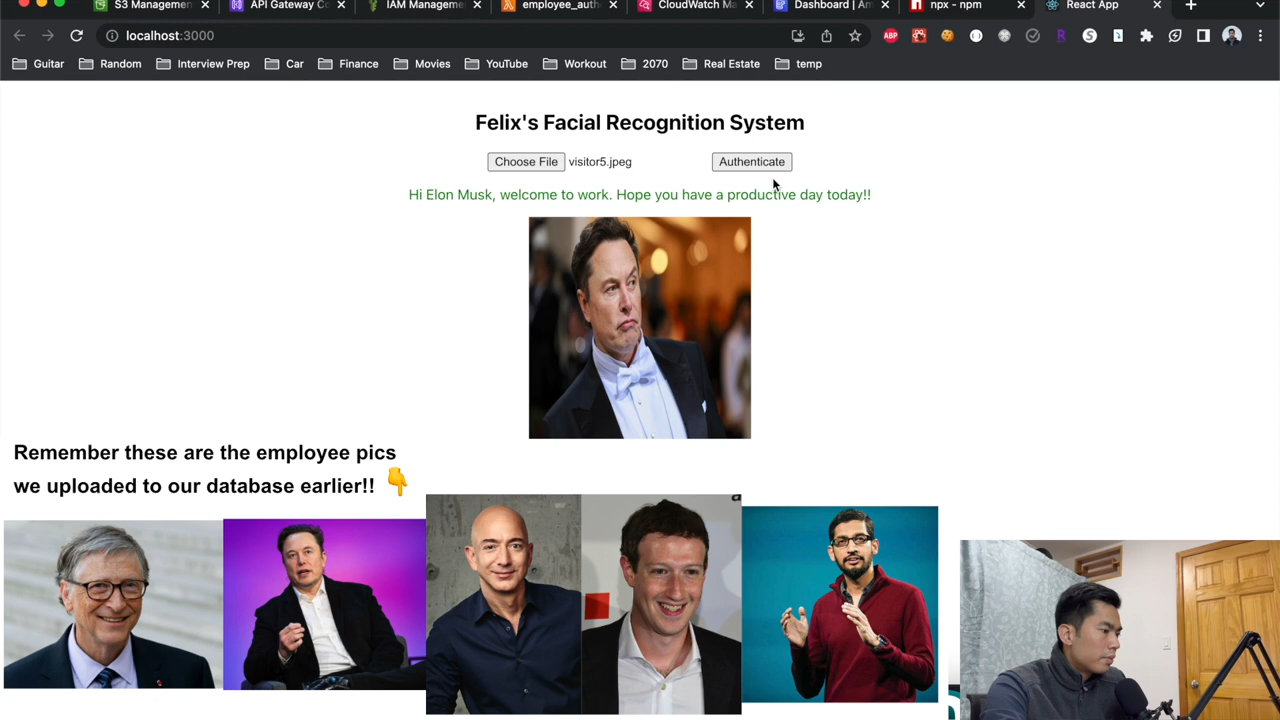 S3 Managemen
API Gateway Co
IAM Manageme
employee_auth
CloudWatch Ma
Dashboard | Am
npx - npm
React App
localhost:3000
ABP
Guitar
Random
Interview Prep
Car
Finance
Movies
YouTube
Workout
2070
Real Estate
temp
Felix's Facial Recognition System
Choose File visitor5.jpeg
Authenticate
Hi Elon Musk, welcome to work. Hope you have a productive day today!!
Remember these are the employee pics
we uploaded to our database earlier!! 👇
a